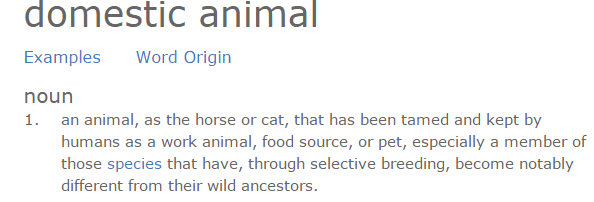 domestic animal
Examples Word Origin
noun
1. an animal, as the horse or cat, that has been tamed and kept by
humans as a work animal, food source, or pet, especially a member of
those species that have, through selective breeding, become notably
different from their wild ancestors.